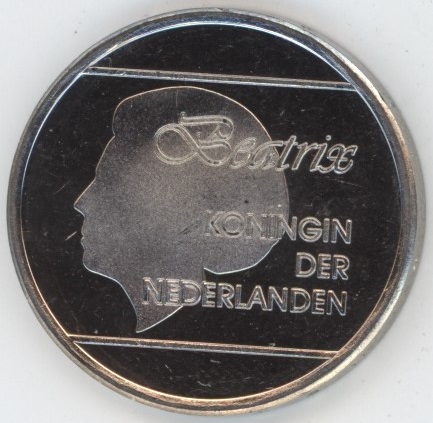 Beatrix
KONINGIN
DER
NEDERLANDEN